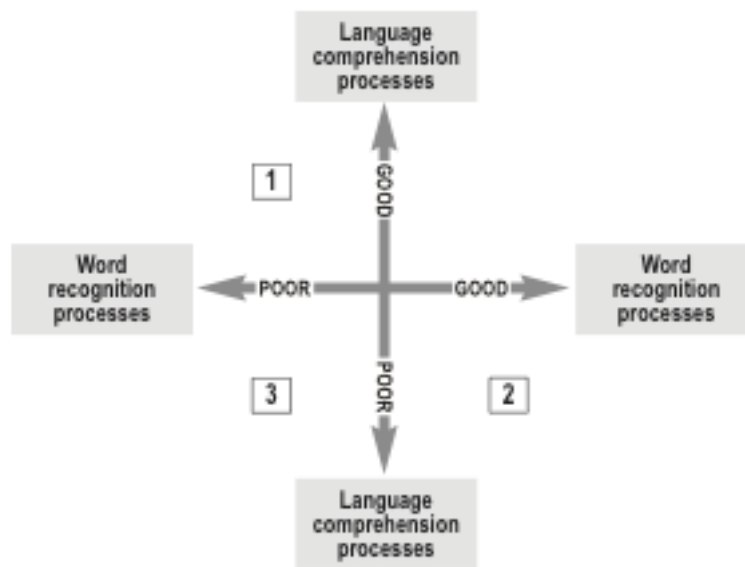 Language
comprehension
processes
GOOD
1
Word
recognition
processes
POOR
GOOD
Word
recognition
processes
POOR
3
2
Language
comprehension
processes